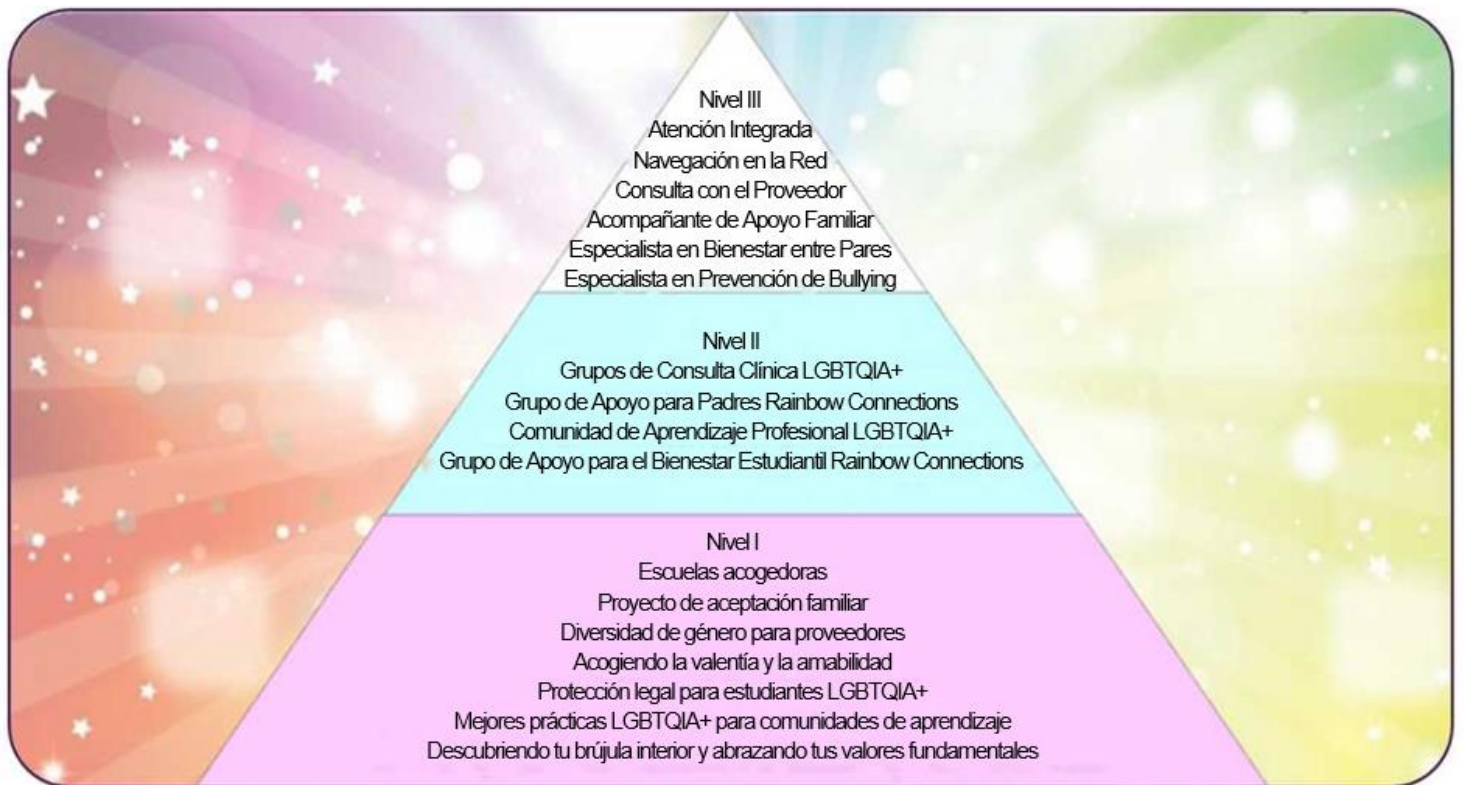 Nivel III
Atención Integrada
Navegación en la Red
Consulta con el Proveedor
Acompañante de Apoyo Familiar
Especialista en Bienestar entre Pares
Especialista en Prevención de Bullying
Nivel II
Grupos de Consulta Clínica LGBTQIA+
Grupo de Apoyo para Padres Rainbow Connections
Comunidad de Aprendizaje Profesional LGBTQIA+
Grupo de Apoyo para el Bienestar Estudiantil Rainbow Connections
Nivel I
Escuelas acogedoras
Proyecto de aceptación familiar
Diversidad de género para proveedores
Acogiendo la valentía y la amabilidad
Protección legal para estudiantes LGBTQIA+
Mejores prácticas LGBTQIA+ para comunidades de aprendizaje
Descubriendo tu brújula interior y abrazando tus valores fundamentales